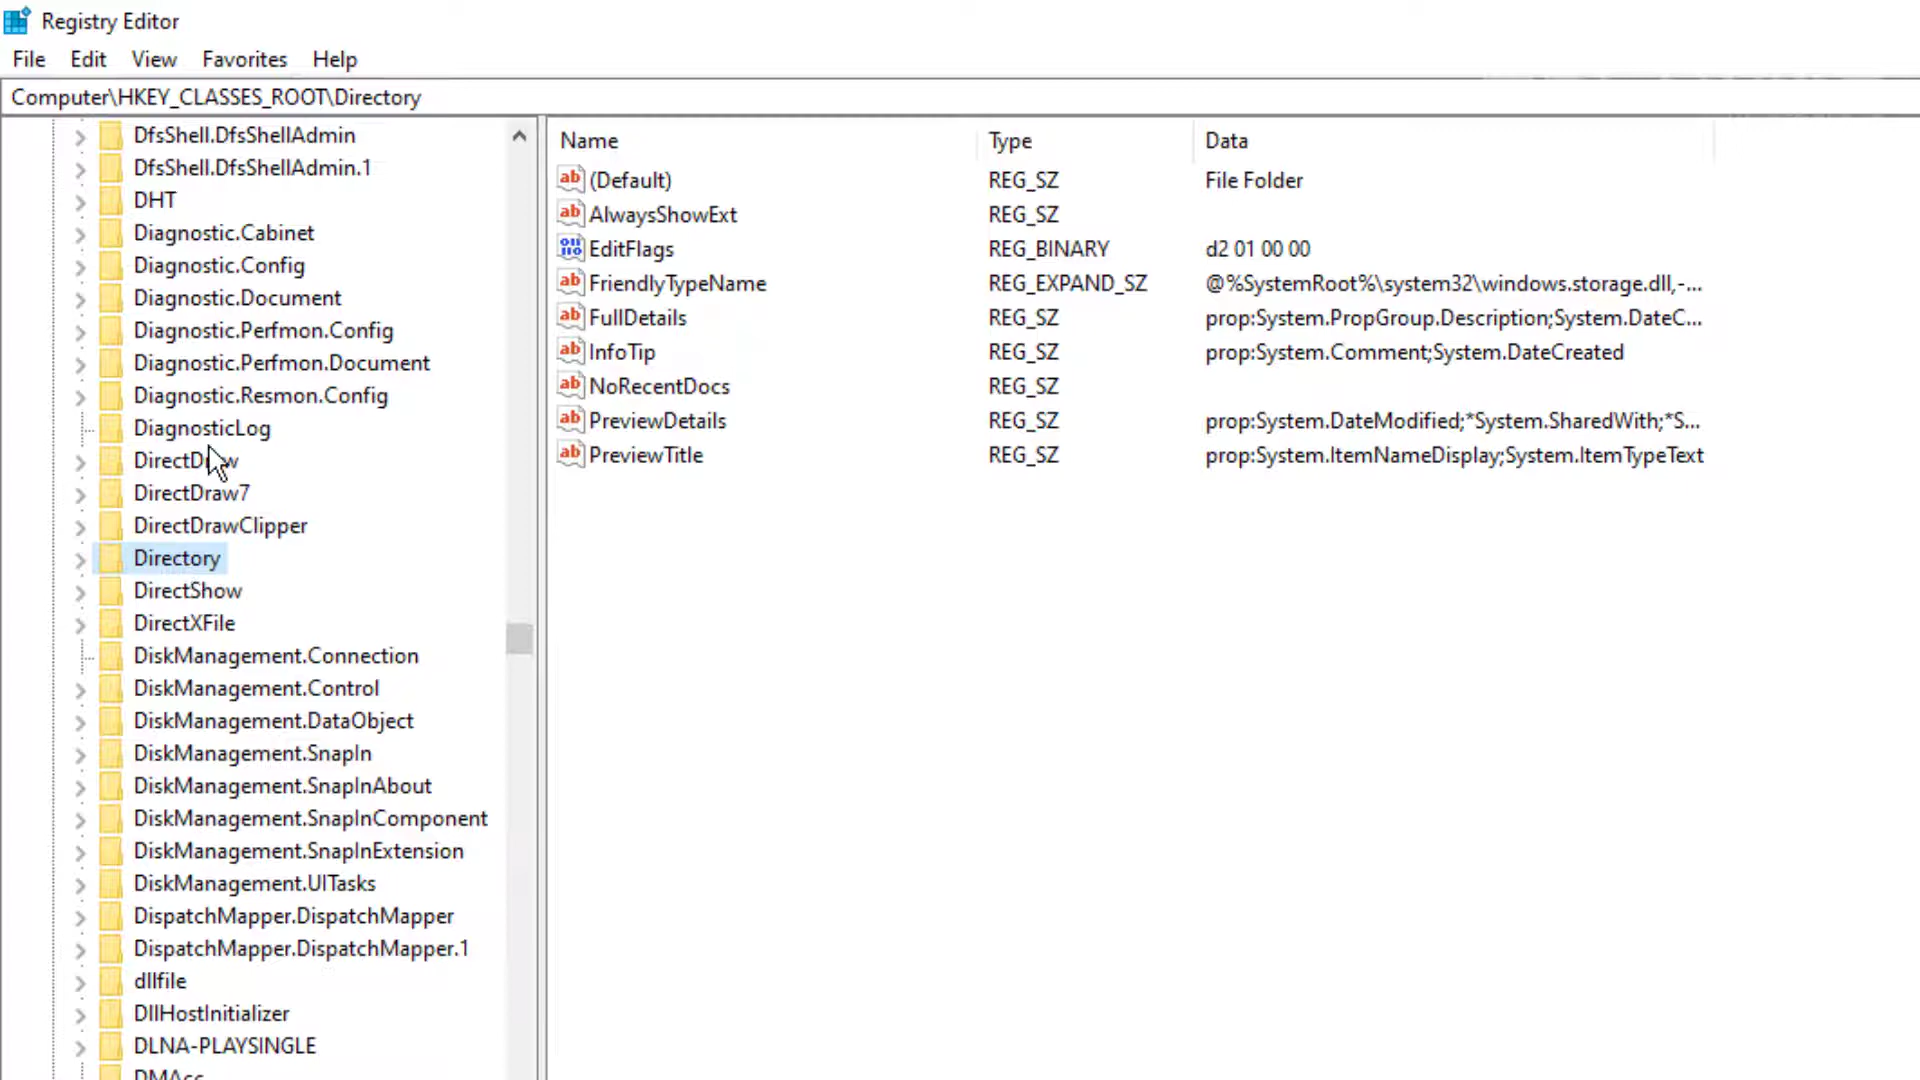 Registry Editor
File Edit View Favorites Help
Computer\HKEY_CLASSES_ROOT\Directory
DfsShell.DfsShellAdmin
DfsShell.DfsShellAdmin.1
DHT
Diagnostic.Cabinet
Diagnostic.Config
Diagnostic.Document
Diagnostic.Perfmon.Config
Diagnostic.Perfmon.Document
Diagnostic.Resmon.Config
DiagnosticLog
DirectDraw
DirectDraw7
DirectDrawClipper
Directory
DirectShow
DirectXFile
DiskManagement.Connection
DiskManagement.Control
DiskManagement.DataObject
DiskManagement.SnapIn
DiskManagement.SnapInAbout
DiskManagement.SnapInComponent
DiskManagement.SnapInExtension
DiskManagement.UITasks
DispatchMapper.DispatchMapper
DispatchMapper.DispatchMapper.1
dllfile
DllHostInitializer
DLNA-PLAYSINGLE
Name Type Data
(Default) REG_SZ File Folder
AlwaysShowExt REG_SZ
EditFlags REG_BINARY d2 01 00 00
FriendlyTypeName REG_EXPAND_SZ @%SystemRoot%\system32\windows.storage.dll,-...
FullDetails REG_SZ prop:System.PropGroup.Description;System.DateC...
InfoTip REG_SZ prop:System.Comment;System.DateCreated
NoRecentDocs REG_SZ
PreviewDetails REG_SZ prop:System.DateModified;*System.SharedWith;*S...
PreviewTitle REG_SZ prop:System.ItemNameDisplay;System.ItemTypeText